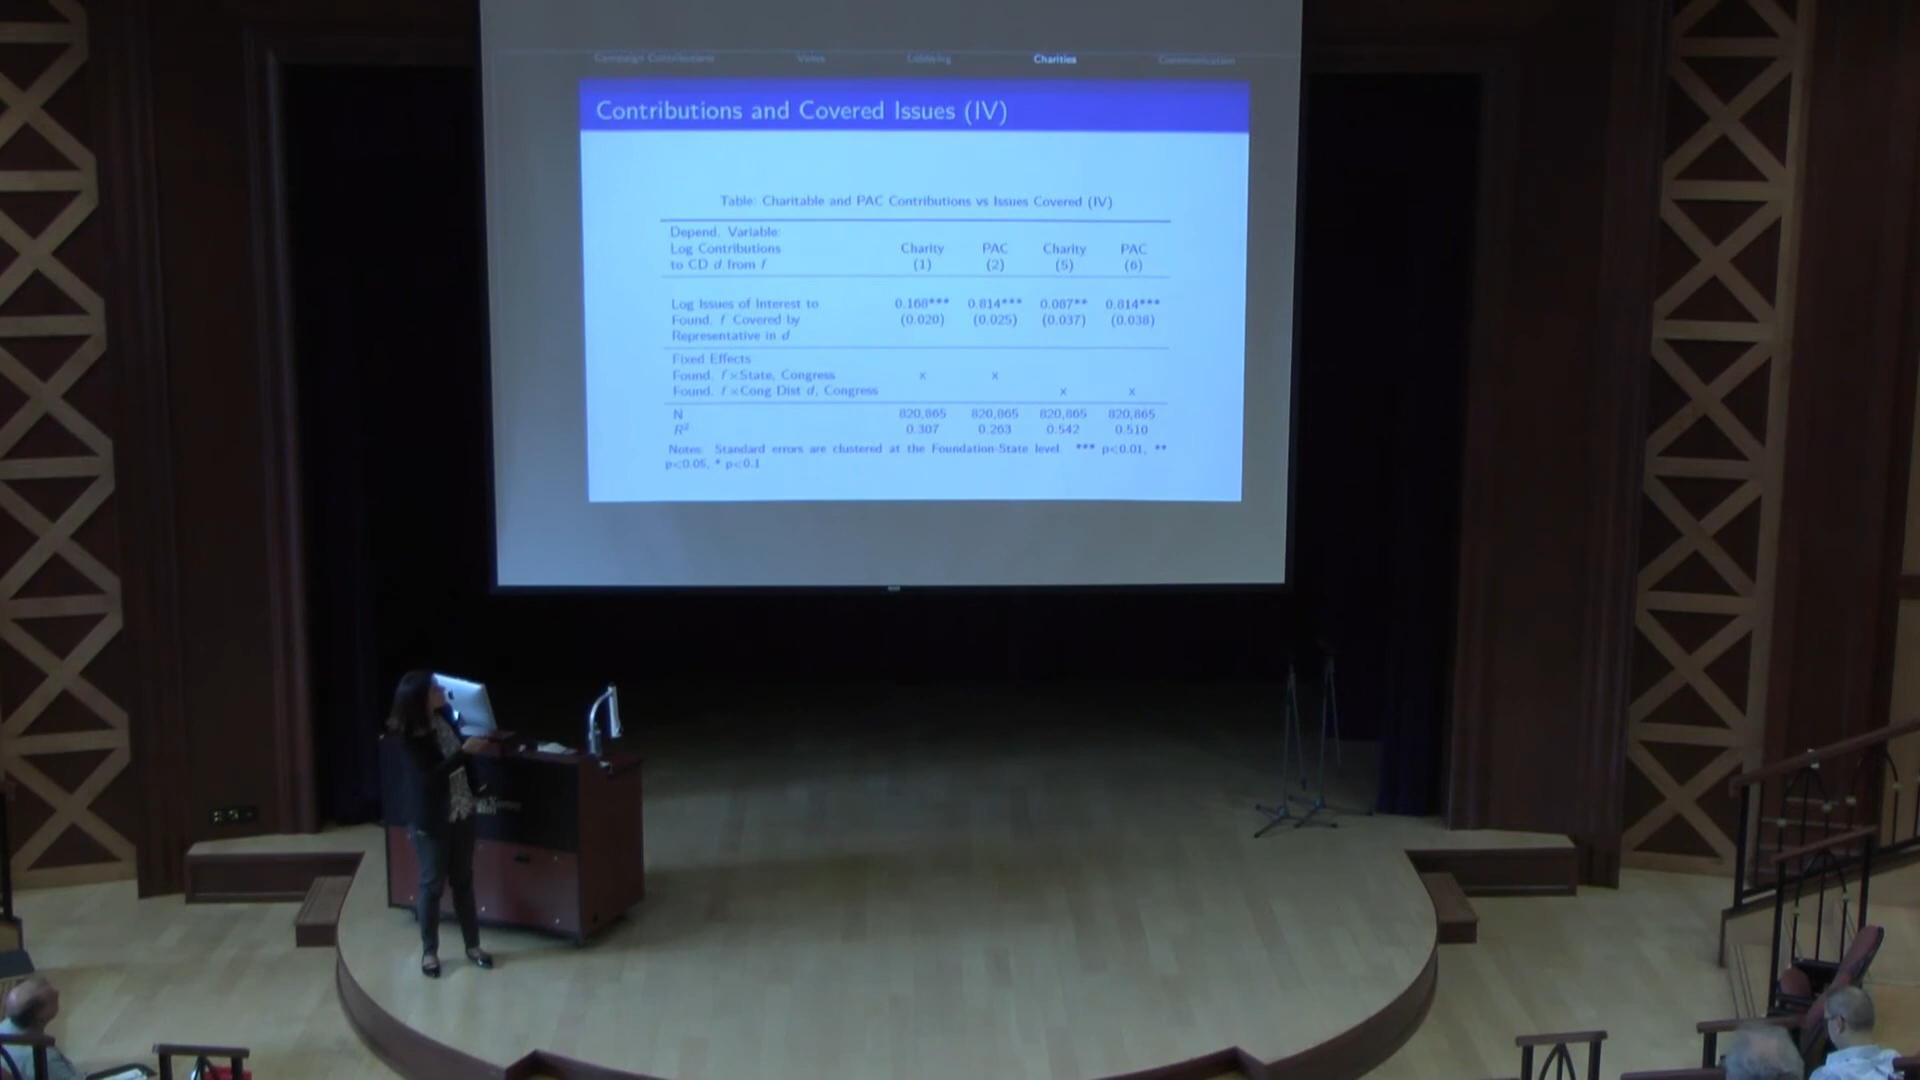 Campaign Contributions Votes Lobbying Charities Communication
Contributions and Covered Issues (IV)
Table: Charitable and PAC Contributions vs Issues Covered (IV)
Depend. Variable:
Log Contributions Charity PAC Charity PAC
to CD d from f (1) (2) (5) (6)
Log Issues of Interest to 0.168*** 0.814*** 0.087** 0.814***
Found. f Covered by (0.020) (0.025) (0.037) (0.038)
Representative in d
Fixed Effects
Found. f×State, Congress x x
Found. f×Cong Dist d, Congress x x
N 820,865 820,865 820,865 820,865
R² 0.307 0.263 0.542 0.510
Notes: Standard errors are clustered at the Foundation-State level *** p<0.01, **
p<0.05, * p<0.1